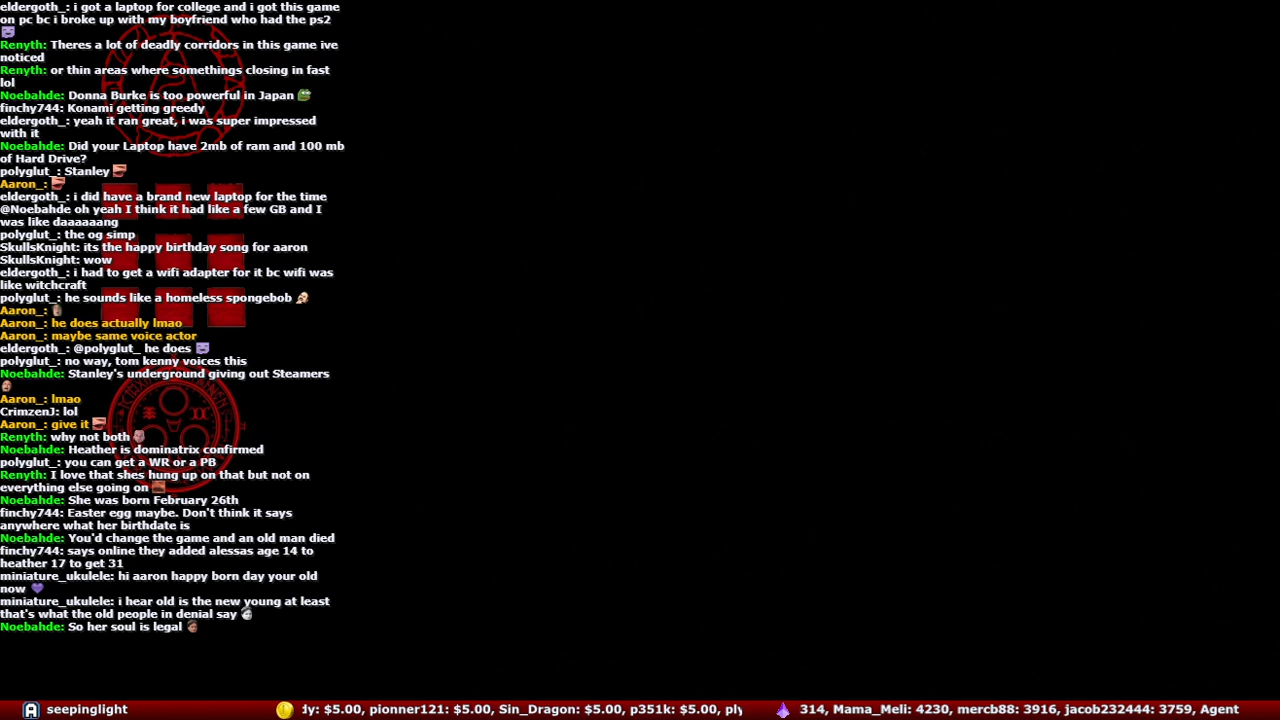 eldergoth_: i got a laptop for college and i got this game
on pc bc i broke up with my boyfriend who had the ps2
Renyth: Theres a lot of deadly corridors in this game ive
noticed
Renyth: or thin areas where somethings closing in fast
lol
Noebahde: Donna Burke is too powerful in Japan
finchy744: Konami getting greedy
eldergoth_: yeah it ran great, i was super impressed
with it
Noebahde: Did your Laptop have 2mb of ram and 100 mb
of Hard Drive?
polyglut_: Stanley
Aaron_:
eldergoth_: i did have a brand new laptop for the time
@Noebahde oh yeah I think it had like a few GB and I
was like daaaaaang
polyglut_: the og simp
SkullsKnight: its the happy birthday song for aaron
SkullsKnight: wow
eldergoth_: i had to get a wifi adapter for it bc wifi was
like witchcraft
polyglut_: he sounds like a homeless spongebob
Aaron_:
Aaron_: he does actually lmao
Aaron_: maybe same voice actor
eldergoth_: @polyglut_ he does
polyglut_: no way, tom kenny voices this
Noebahde: Stanley's underground giving out Steamers
Aaron_: lmao
CrimzenJ: lol
Aaron_: give it
Renyth: why not both
Noebahde: Heather is dominatrix confirmed
polyglut_: you can get a WR or a PB
Renyth: I love that shes hung up on that but not on
everything else going on
Noebahde: She was born February 26th
finchy744: Easter egg maybe. Don't think it says
anywhere what her birthdate is
Noebahde: You'd change the game and an old man died
finchy744: says online they added alessas age 14 to
heather 17 to get 31
miniature_ukulele: hi aaron happy born day your old
now
miniature_ukulele: i hear old is the new young at least
that's what the old people in denial say
Noebahde: So her soul is legal
seepinglight
dy: $5.00, pionner121: $5.00, Sin_Dragon: $5.00, p351k: $5.00, ply
314, Mama_Meli: 4230, mercb88: 3916, jacob232444: 3759, Agent